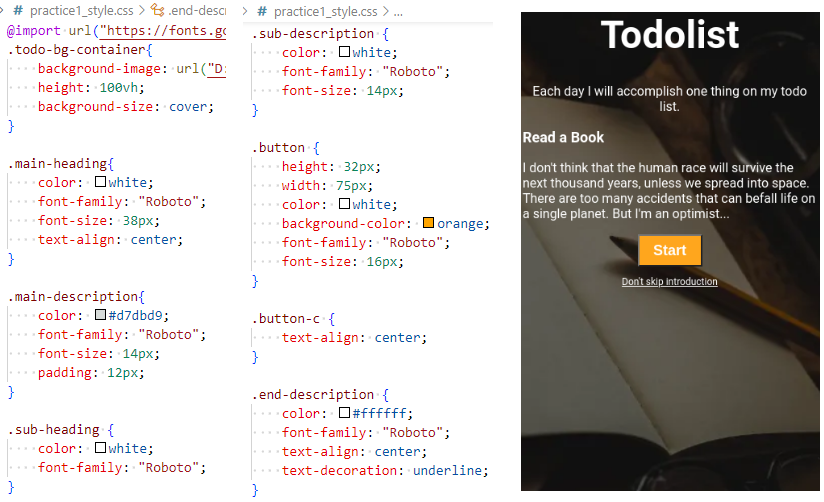 # practice1_style.css > .end-descri
@import url("https://fonts.go
.todo-bg-container{
background-image: url("D:
height: 100vh;
background-size: cover;
}
.main-heading{
color: white;
font-family: "Roboto";
font-size: 38px;
text-align: center;
}
.main-description{
color: #d7dbd9;
font-family: "Roboto";
font-size: 14px;
padding: 12px;
}
.sub-heading {
color: white;
font-family: "Roboto";
}
# practice1_style.css > ...
.sub-description {
color: white;
font-family: "Roboto";
font-size: 14px;
}
.button {
height: 32px;
width: 75px;
color: white;
background-color: orange;
font-family: "Roboto";
font-size: 16px;
}
.button-c {
text-align: center;
}
.end-description {
color: #ffffff;
font-family: "Roboto";
text-align: center;
text-decoration: underline;
}
Todolist
Each day I will accomplish one thing on my todo
list.
Read a Book
I don't think that the human race will survive the
next thousand years, unless we spread into space.
There are too many accidents that can befall life on
a single planet. But I'm an optimist...
Start
Don't skip introduction